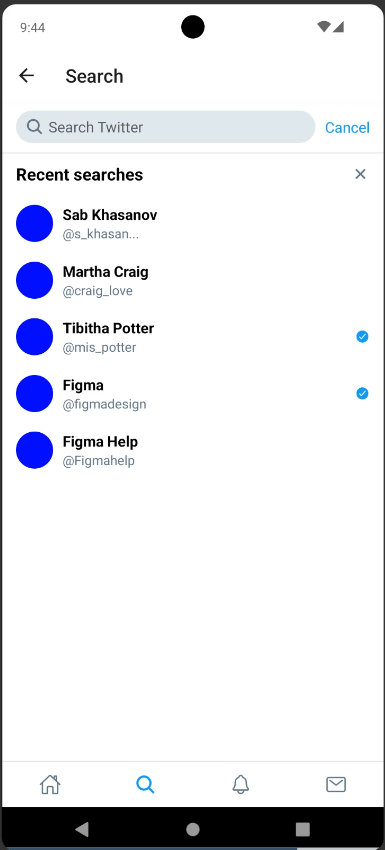 9:44
Search
Search Twitter
Cancel
Recent searches
Sab Khasanov
@s_khasan...
Martha Craig
@craig_love
Tibitha Potter
@mis_potter
Figma
@figmadesign
Figma Help
@Figmahelp